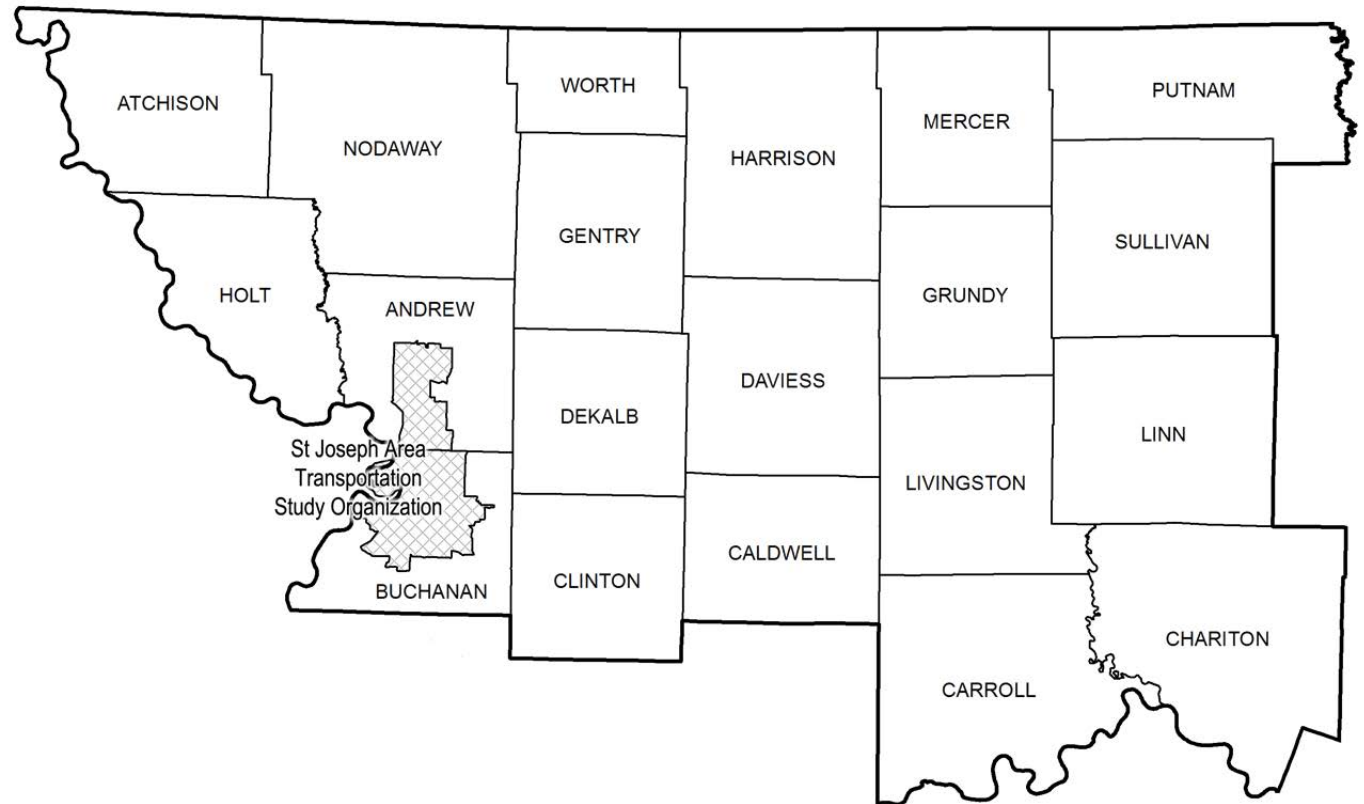 WORTH
PUTNAM
ATCHISON
MERCER
NODAWAY
HARRISON
GENTRY
SULLIVAN
HOLT
GRUNDY
ANDREW
DAVIESS
DEKALB
LINN
St Joseph Area
Transportation
Study Organization
LIVINGSTON
CALDWELL
CLINTON
BUCHANAN
CHARITON
CARROLL